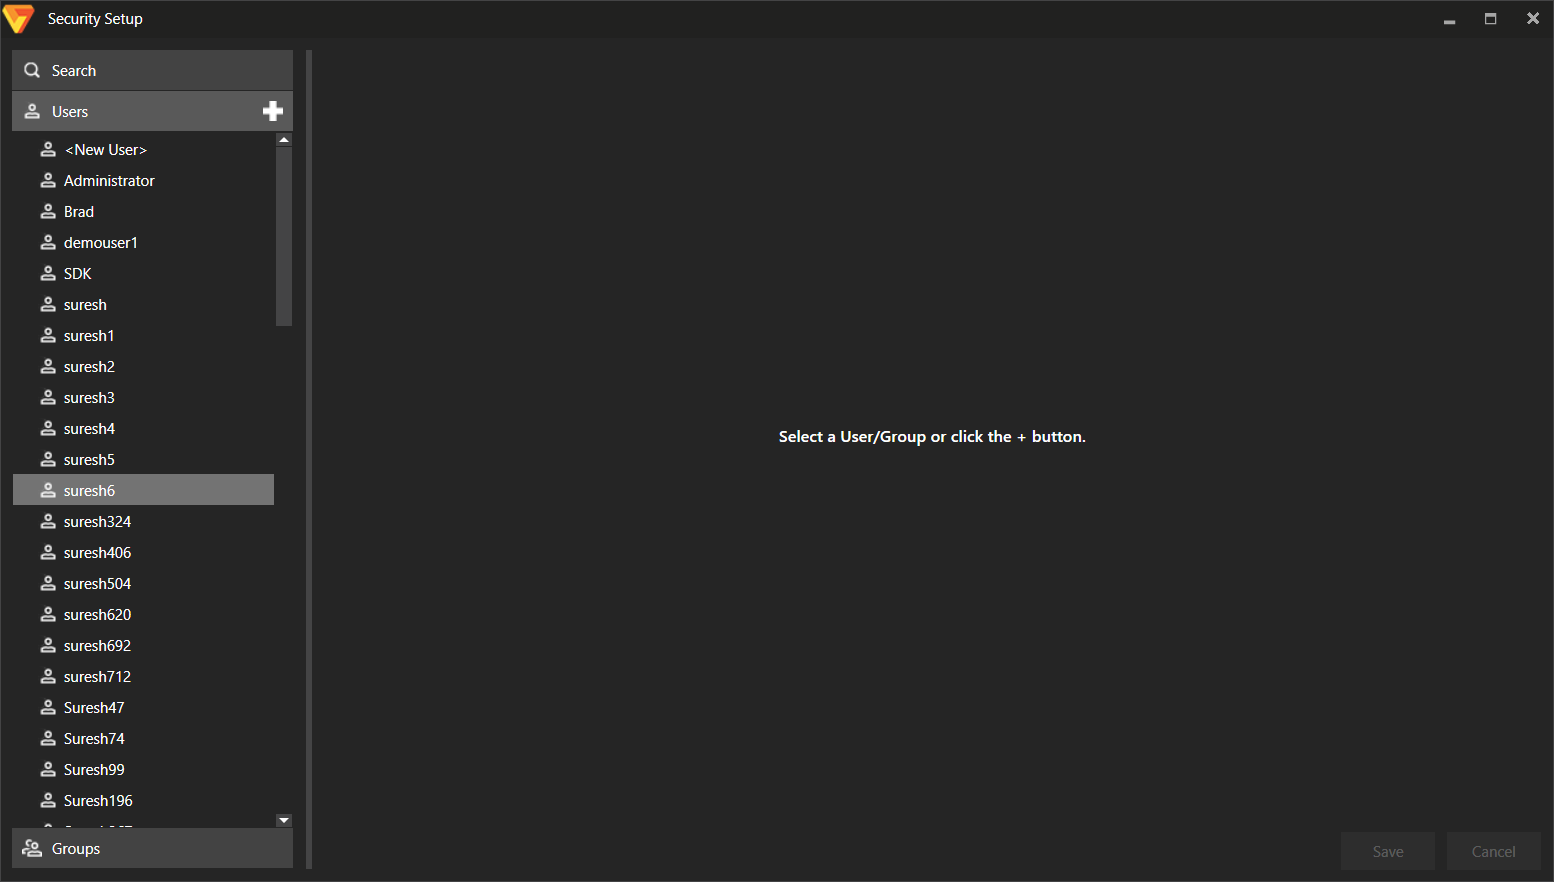 Security Setup
Search
Users
<New User>
Administrator
Brad
demouser1
SDK
suresh
suresh1
suresh2
suresh3
suresh4
suresh5
suresh6
suresh324
suresh406
suresh504
suresh620
suresh692
suresh712
Suresh47
Suresh74
Suresh99
Suresh196
Groups
Select a User/Group or click the + button.
Save
Cancel